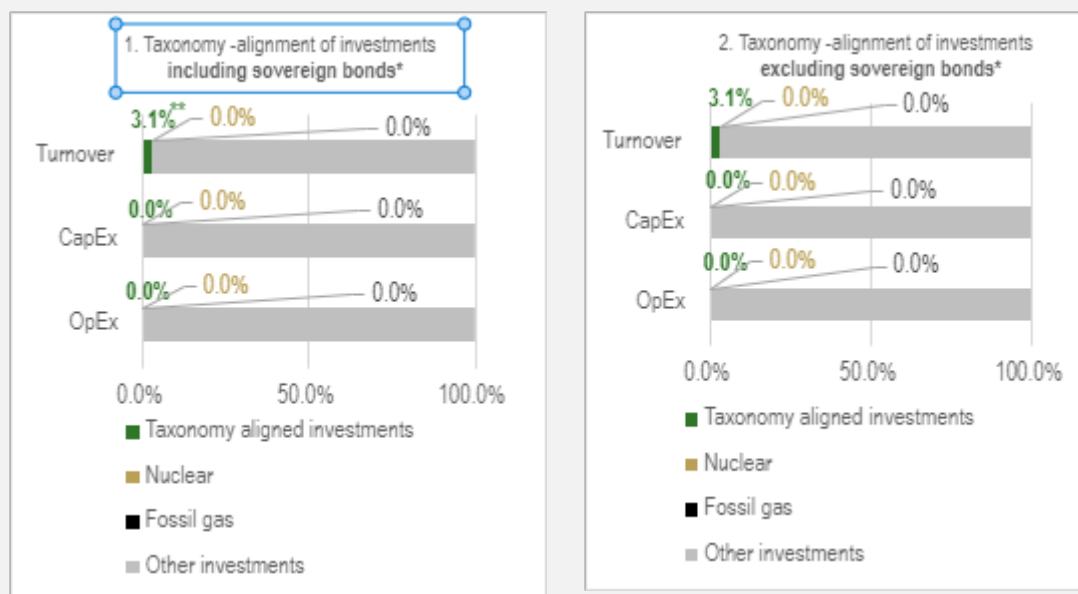 1. Taxonomy -alignment of investments
including sovereign bonds*
3.1%** 0.0% 0.0%
Turnover
0.0% 0.0% 0.0%
CapEx
0.0% 0.0% 0.0%
OpEx
0.0% 50.0% 100.0%
Taxonomy aligned investments
Nuclear
Fossil gas
Other investments
2. Taxonomy -alignment of investments
excluding sovereign bonds*
3.1% 0.0% 0.0%
Turnover
0.0% 0.0% 0.0%
CapEx
0.0% 0.0% 0.0%
OpEx
0.0% 50.0% 100.0%
Taxonomy aligned investments
Nuclear
Fossil gas
Other investments